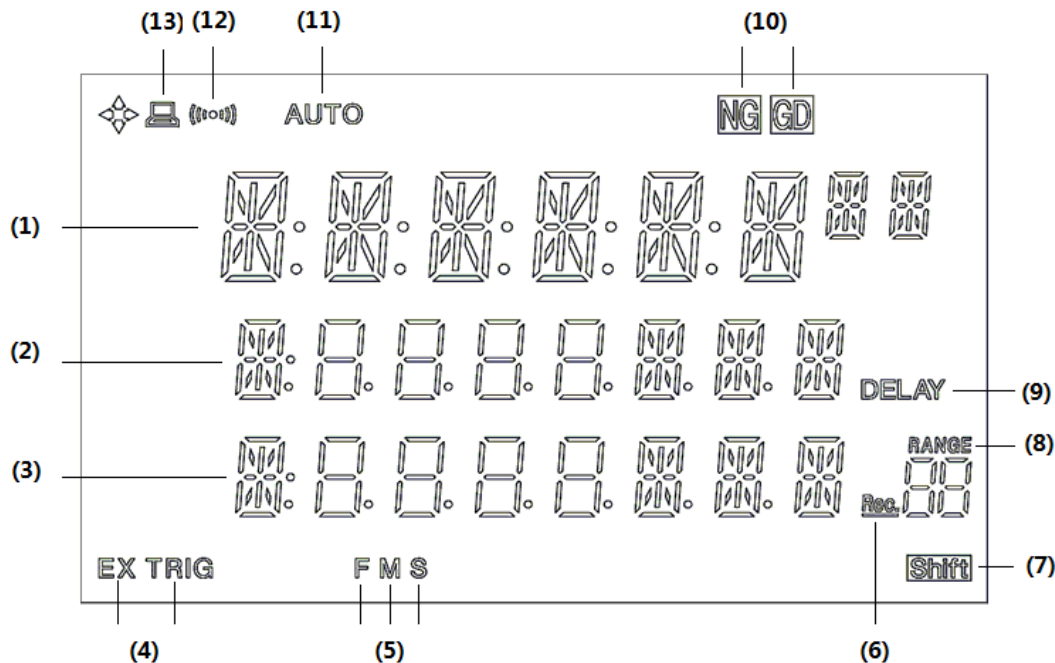 (13) (12) (11) (10)
AUTO NG GD
(1)
(2)
DELAY (9)
RANGE (8)
(3)
Rec.
EX TRIG F M S Shift (7)
(4) (5) (6)